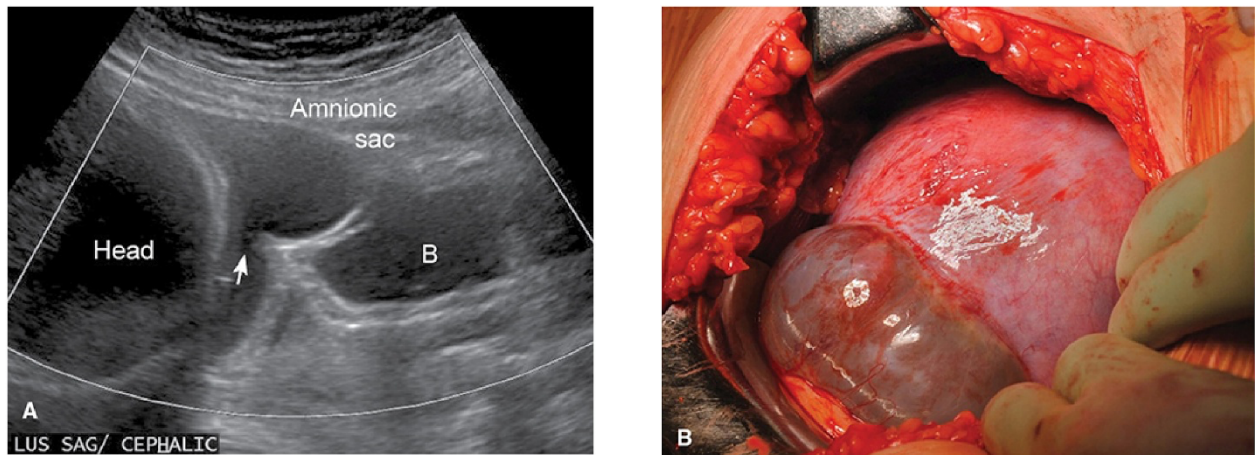 Amnionic
sac
Head
B
A
LUS SAG/ CEPHALIC
B